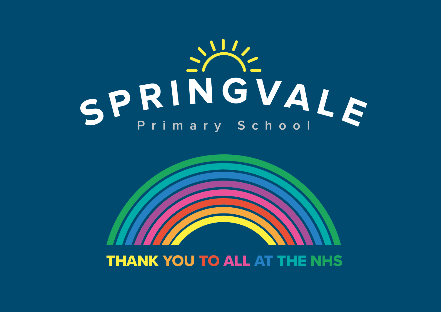 SPRINGVALE
Primary School
THANK YOU TO ALL AT THE NHS